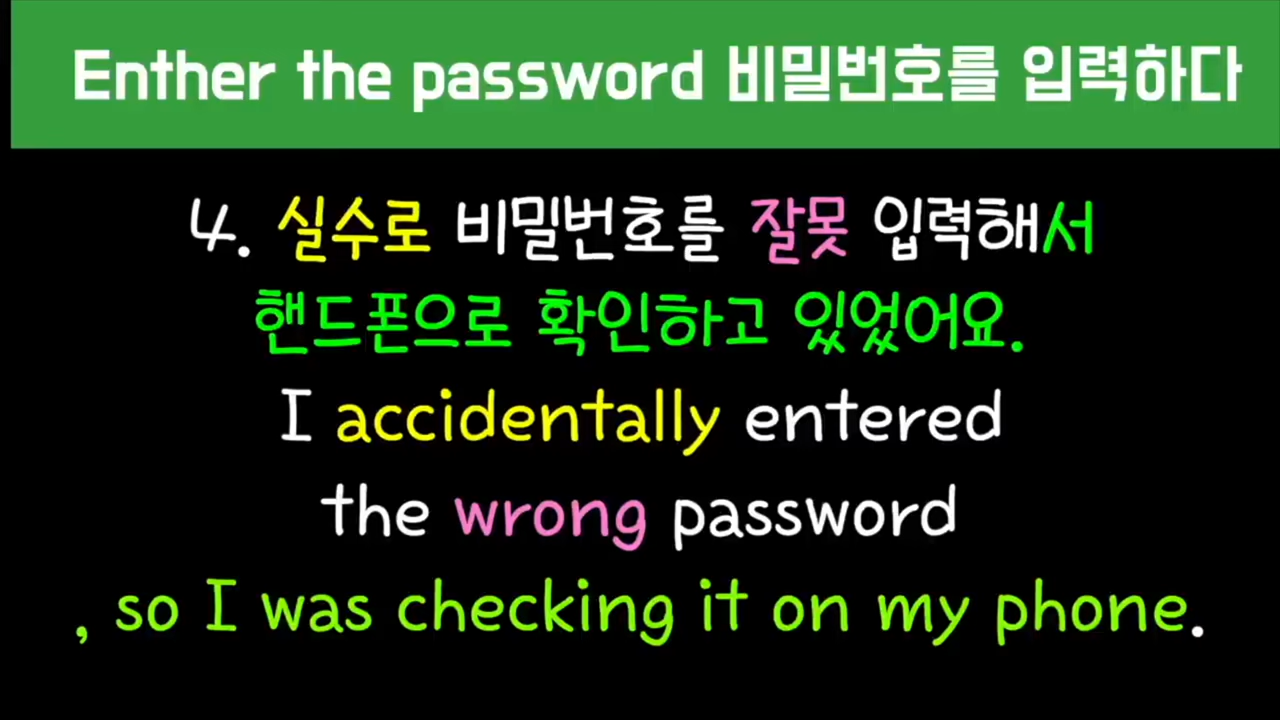 Enther the password 비밀번호를 입력하다
4. 실수로 비밀번호를 잘못 입력해서
핸드폰으로 확인하고 있었어요.
I accidentally entered
the wrong password
, so I was checking it on my phone.